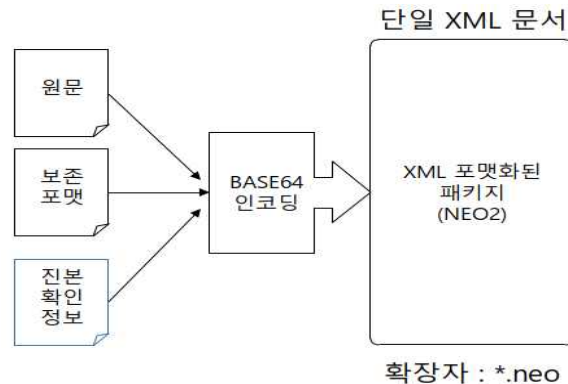 단일 XML 문서
원문
보존
포맷
진본
확인
정보
BASE64
인코딩
XML 포맷화된
패키지
(NEO2)
확장자 : *.neo